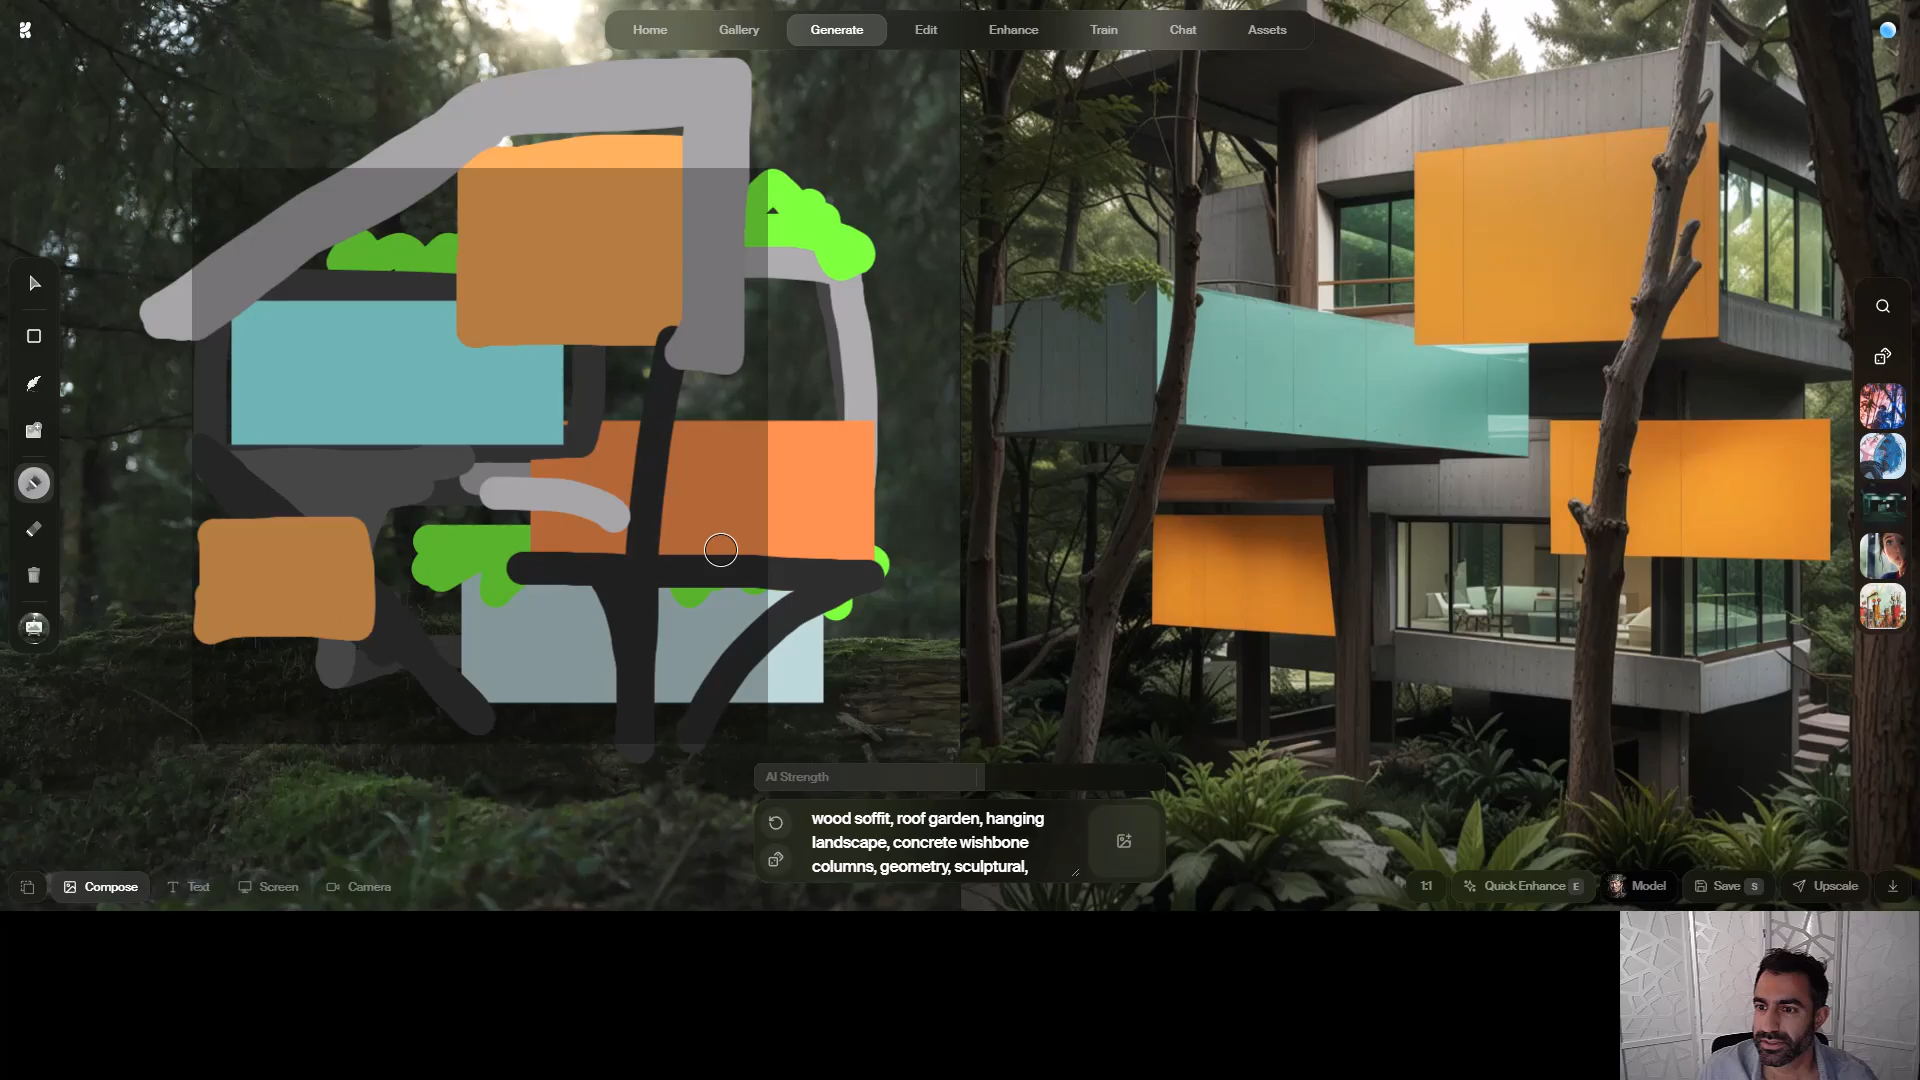 Home
Gallery
Generate
Edit
Enhance
Train
Chat
Assets
AI Strength
wood soffit, roof garden, hanging
landscape, concrete wishbone
columns, geometry, sculptural,
Compose
Text
Screen
Camera
1:1
Quick Enhance E
Model
Save S
Upscale